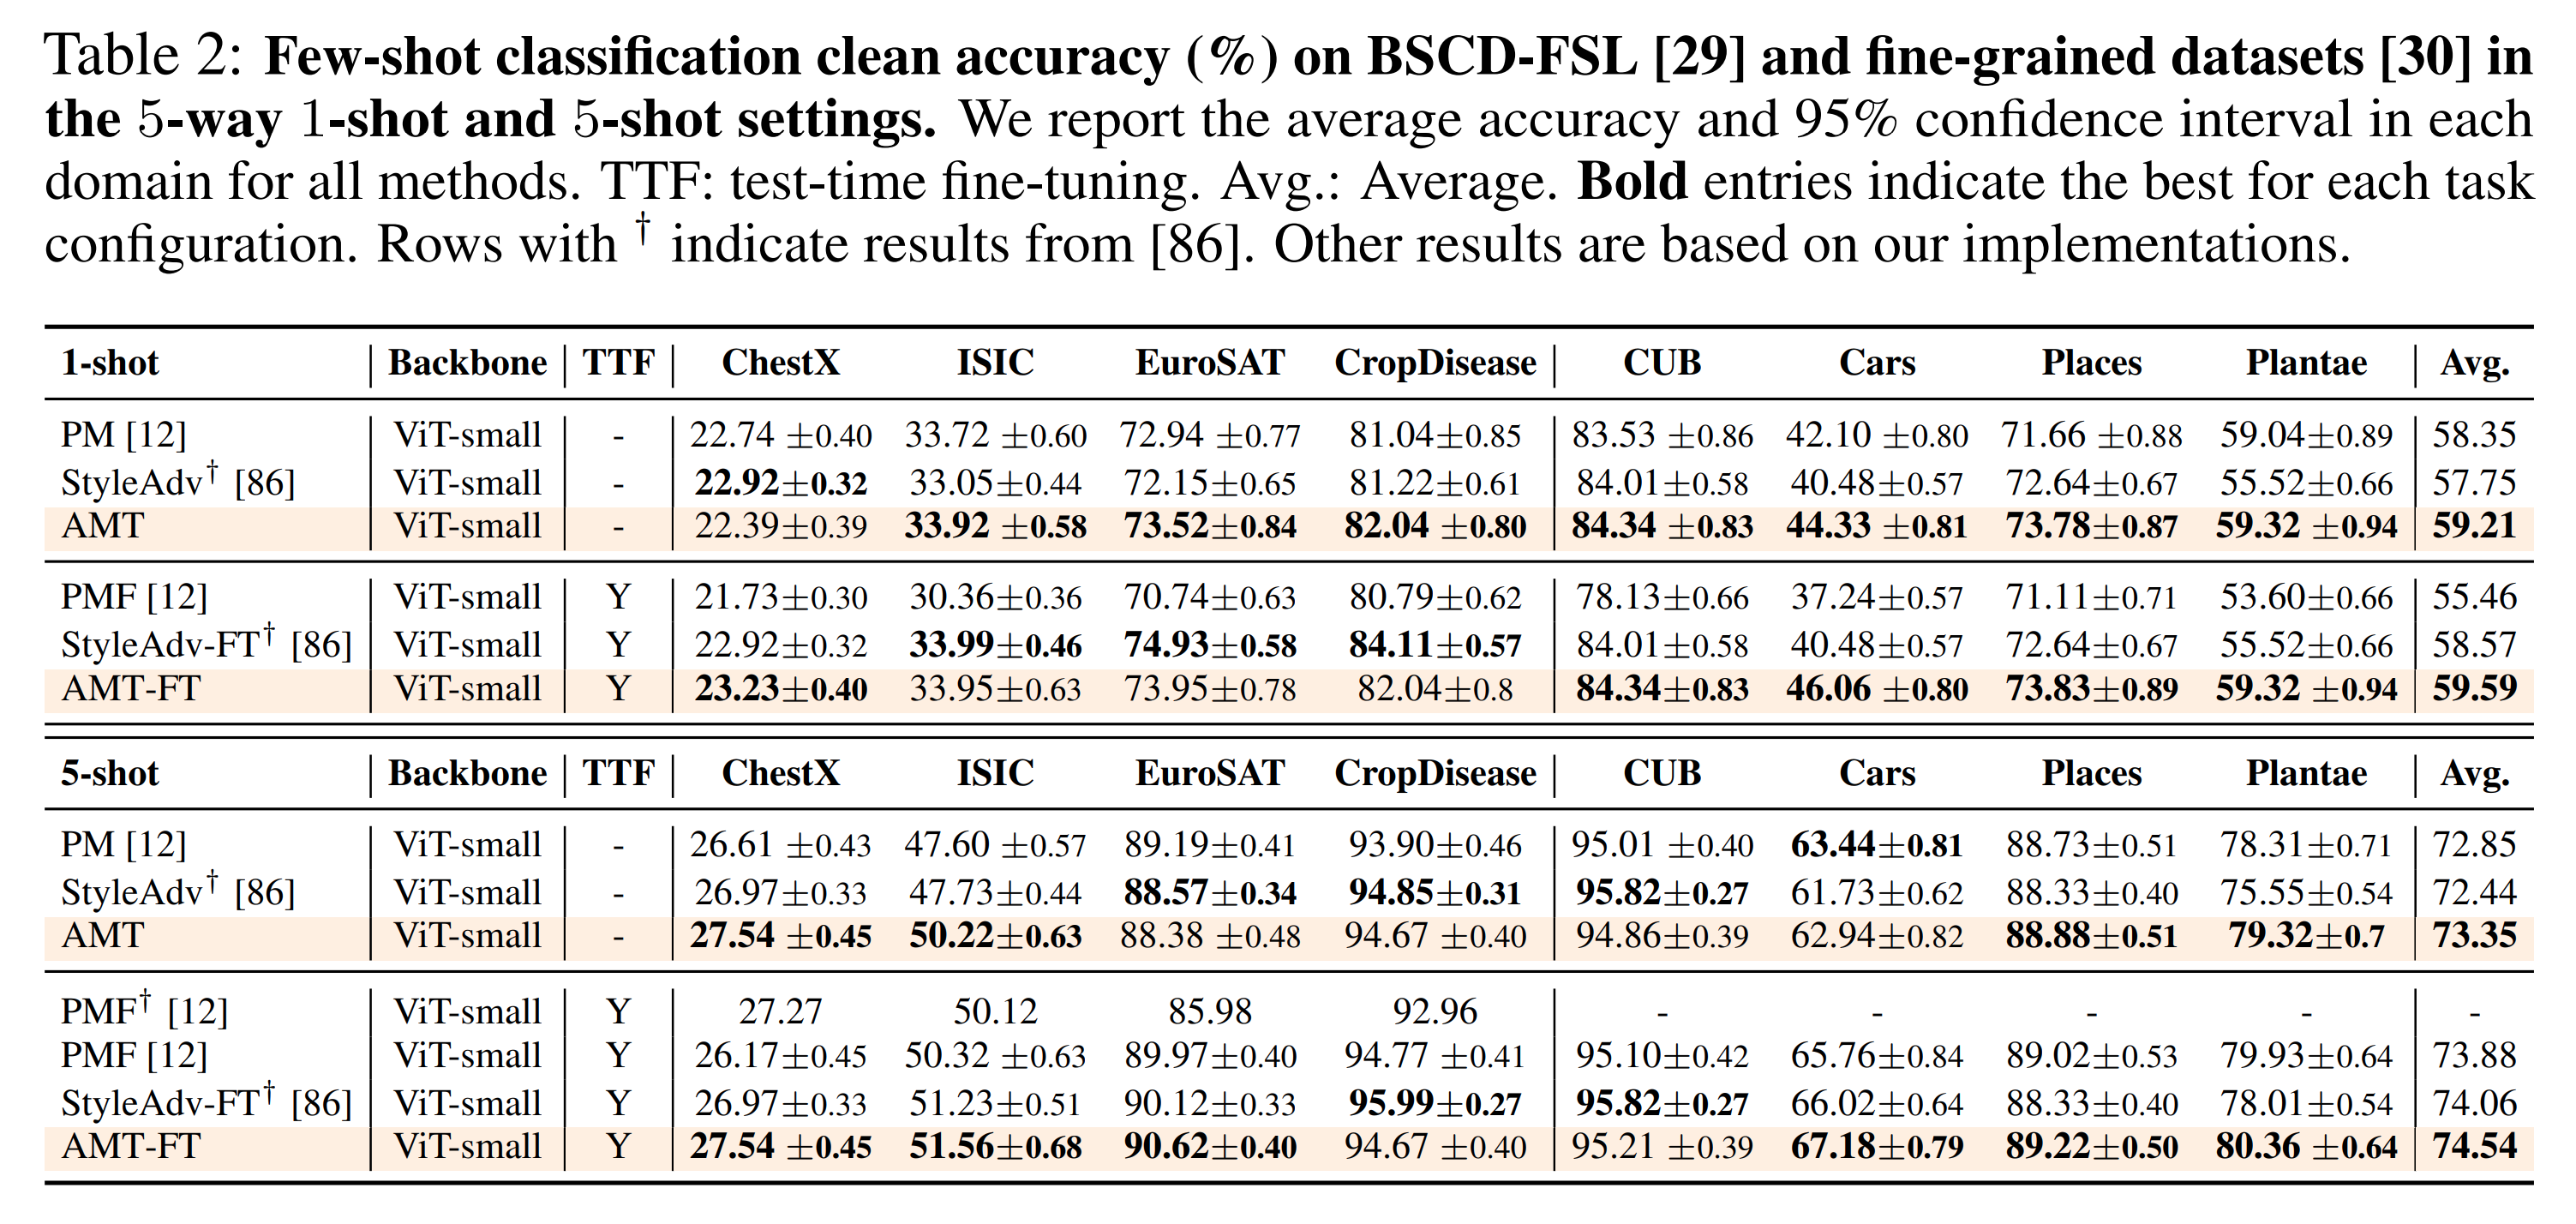 Table 2: Few-shot classification clean accuracy (%) on BSCD-FSL [29] and fine-grained datasets [30] in
the 5-way 1-shot and 5-shot settings. We report the average accuracy and 95% confidence interval in each
domain for all methods. TTF: test-time fine-tuning. Avg.: Average. Bold entries indicate the best for each task
configuration. Rows with † indicate results from [86]. Other results are based on our implementations.
1-shot Backbone TTF ChestX ISIC EuroSAT CropDisease CUB Cars Places Plantae Avg.
PM [12] ViT-small - 22.74 ±0.40 33.72 ±0.60 72.94 ±0.77 81.04±0.85 83.53 ±0.86 42.10 ±0.80 71.66 ±0.88 59.04±0.89 58.35
StyleAdv† [86] ViT-small - 22.92±0.32 33.05±0.44 72.15±0.65 81.22±0.61 84.01±0.58 40.48±0.57 72.64±0.67 55.52±0.66 57.75
AMT ViT-small - 22.39±0.39 33.92 ±0.58 73.52±0.84 82.04 ±0.80 84.34 ±0.83 44.33 ±0.81 73.78±0.87 59.32 ±0.94 59.21
PMF [12] ViT-small Y 21.73±0.30 30.36±0.36 70.74±0.63 80.79±0.62 78.13±0.66 37.24±0.57 71.11±0.71 53.60±0.66 55.46
StyleAdv-FT† [86] ViT-small Y 22.92±0.32 33.99±0.46 74.93±0.58 84.11±0.57 84.01±0.58 40.48±0.57 72.64±0.67 55.52±0.66 58.57
AMT-FT ViT-small Y 23.23±0.40 33.95±0.63 73.95±0.78 82.04±0.8 84.34±0.83 46.06 ±0.80 73.83±0.89 59.32 ±0.94 59.59
5-shot Backbone TTF ChestX ISIC EuroSAT CropDisease CUB Cars Places Plantae Avg.
PM [12] ViT-small - 26.61 ±0.43 47.60 ±0.57 89.19±0.41 93.90±0.46 95.01 ±0.40 63.44±0.81 88.73±0.51 78.31±0.71 72.85
StyleAdv† [86] ViT-small - 26.97±0.33 47.73±0.44 88.57±0.34 94.85±0.31 95.82±0.27 61.73±0.62 88.33±0.40 75.55±0.54 72.44
AMT ViT-small - 27.54 ±0.45 50.22±0.63 88.38 ±0.48 94.67 ±0.40 94.86±0.39 62.94±0.82 88.88±0.51 79.32±0.7 73.35
PMF† [12] ViT-small Y 27.27 50.12 85.98 92.96 - - - - -
PMF [12] ViT-small Y 26.17±0.45 50.32 ±0.63 89.97±0.40 94.77 ±0.41 95.10±0.42 65.76±0.84 89.02±0.53 79.93±0.64 73.88
StyleAdv-FT† [86] ViT-small Y 26.97±0.33 51.23±0.51 90.12±0.33 95.99±0.27 95.82±0.27 66.02±0.64 88.33±0.40 78.01±0.54 74.06
AMT-FT ViT-small Y 27.54 ±0.45 51.56±0.68 90.62±0.40 94.67 ±0.40 95.21 ±0.39 67.18±0.79 89.22±0.50 80.36 ±0.64 74.54